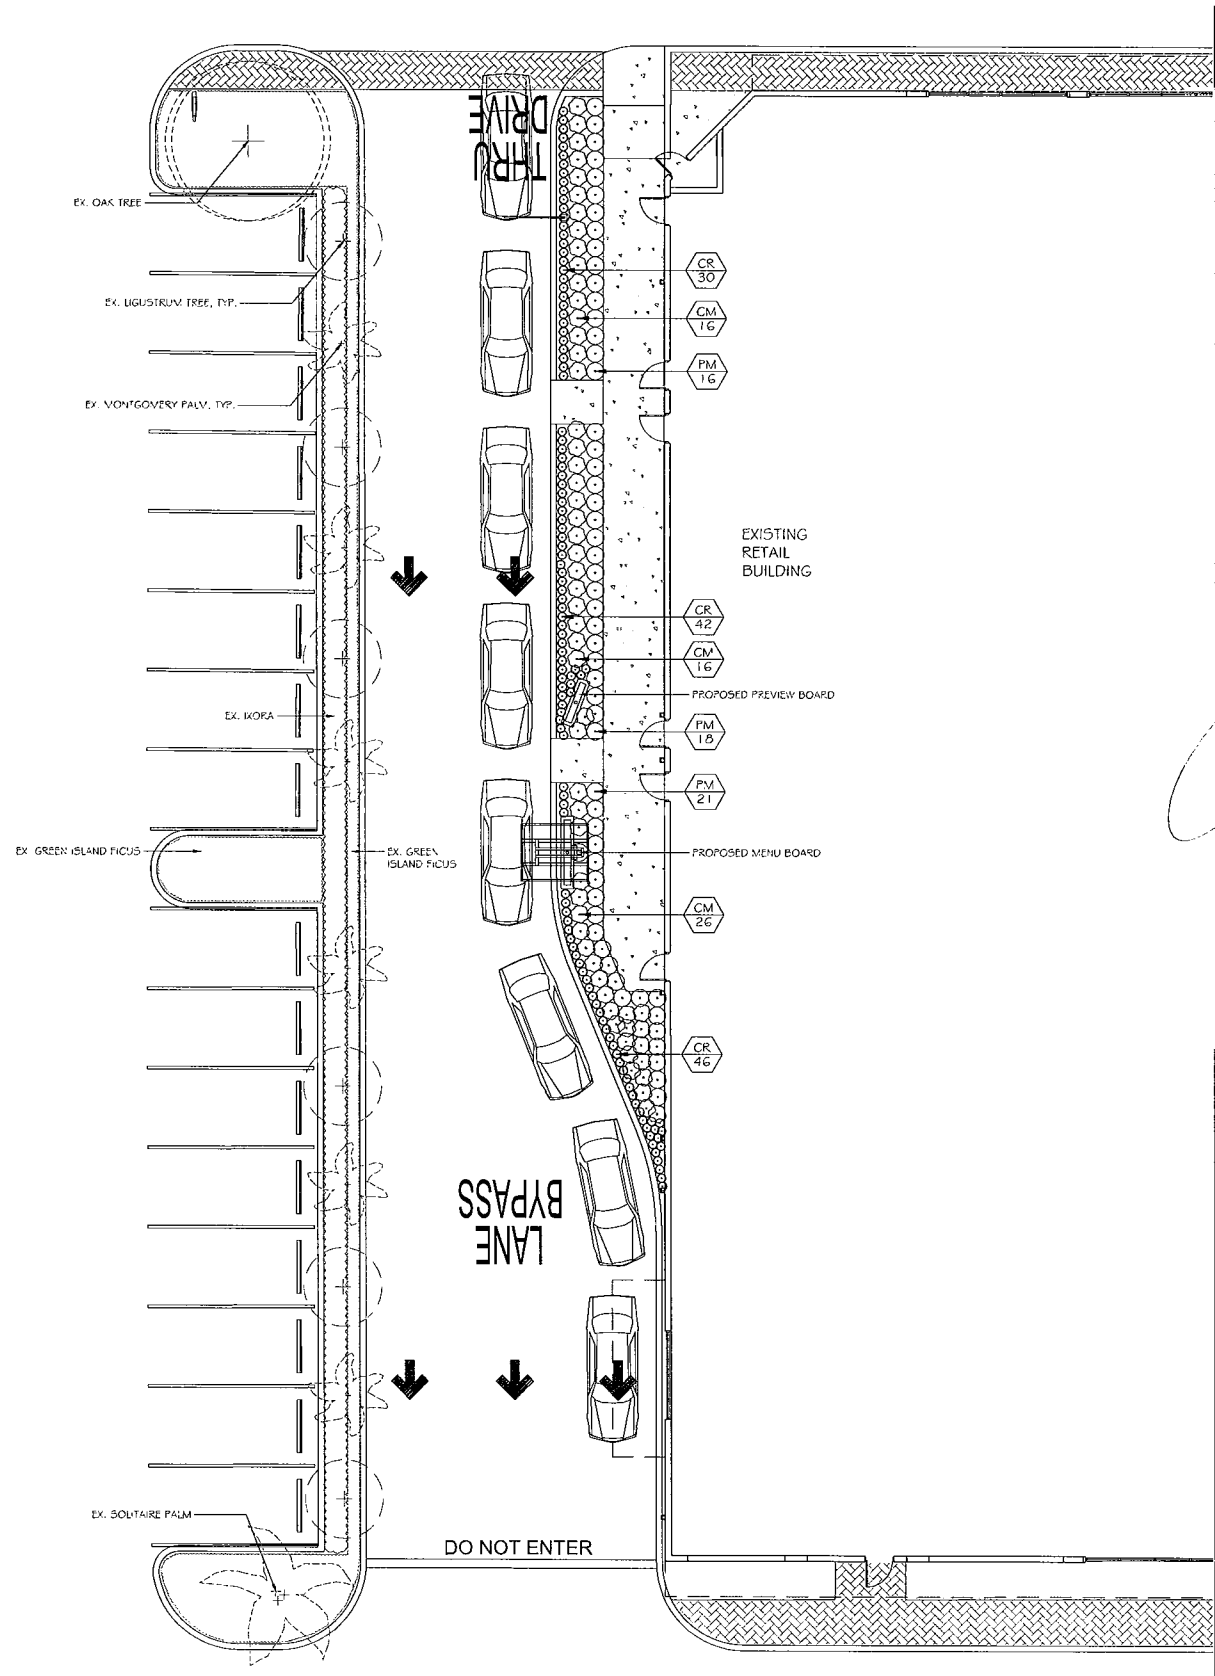 THRU
DRIVE
EX. OAK TREE
CR
30
EX. LIGUSTRUM TREE, TYP.
CM
16
PM
16
EX. MONTGOMERY PALM, TYP.
EXISTING
RETAIL
BUILDING
CR
42
CM
16
PROPOSED PREVIEW BOARD
EX. IXORA
PM
18
PM
21
EX. GREEN ISLAND FICUS
EX. GREEN
ISLAND FICUS
PROPOSED MENU BOARD
CM
26
CR
46
LANE
BYPASS
EX. SOLITAIRE PALM
DO NOT ENTER